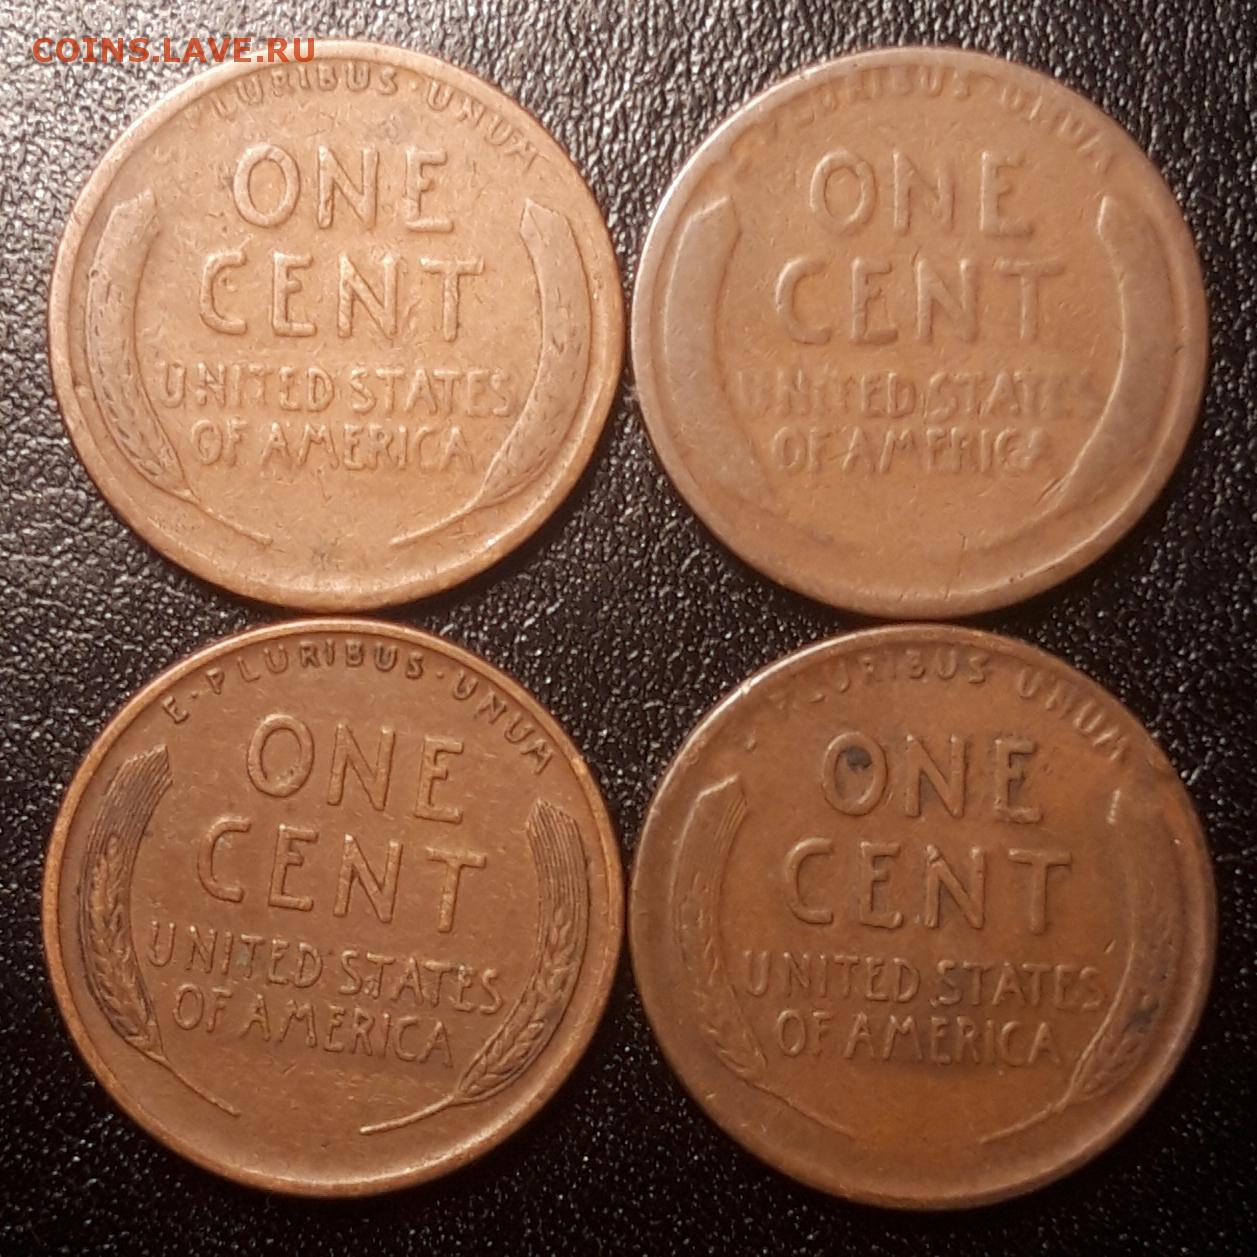 COINS.LAVE.RU
PLURIBUS · UNUM
ONE
CENT
UNITED STATES
OF AMERICA
PLURIBUS UNUM
ONE
CENT
UNITED STATES
OF AMERICA
E · PLURIBUS · UNUM
ONE
CENT
UNITED STATES
OF AMERICA
PLURIBUS UNUM
ONE
CENT
UNITED STATES
OF AMERICA